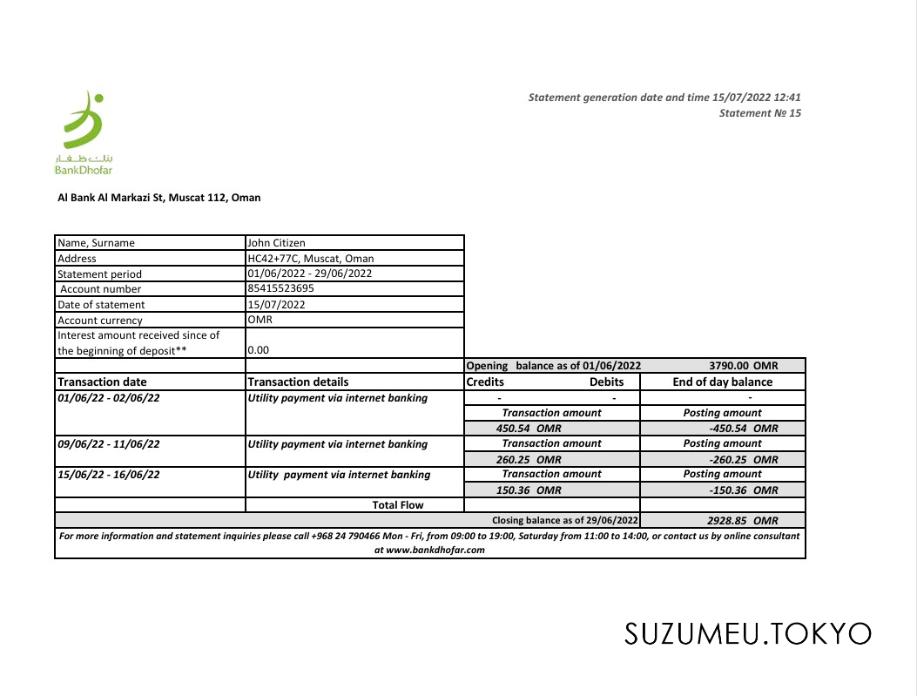 Statement generation date and time 15/07/2022 12:41
Statement № 15
بنك ظفار
BankDhofar
Al Bank Al Markazi St, Muscat 112, Oman
Name, Surname John Citizen
Address HC42+77C, Muscat, Oman
Statement period 01/06/2022 - 29/06/2022
Account number 85415523695
Date of statement 15/07/2022
Account currency OMR
Interest amount received since of
the beginning of deposit** 0.00
Opening balance as of 01/06/2022 3790.00 OMR
Transaction date Transaction details Credits Debits End of day balance
01/06/22 - 02/06/22 Utility payment via internet banking - - -
Transaction amount Posting amount
450.54 OMR -450.54 OMR
09/06/22 - 11/06/22 Utility payment via internet banking Transaction amount Posting amount
260.25 OMR -260.25 OMR
15/06/22 - 16/06/22 Utility payment via internet banking Transaction amount Posting amount
150.36 OMR -150.36 OMR
Total Flow
Closing balance as of 29/06/2022 2928.85 OMR
For more information and statement inquiries please call +968 24 790466 Mon - Fri, from 09:00 to 19:00, Saturday from 11:00 to 14:00, or contact us by online consultant
at www.bankdhofar.com
SUZUMEU.TOKYO